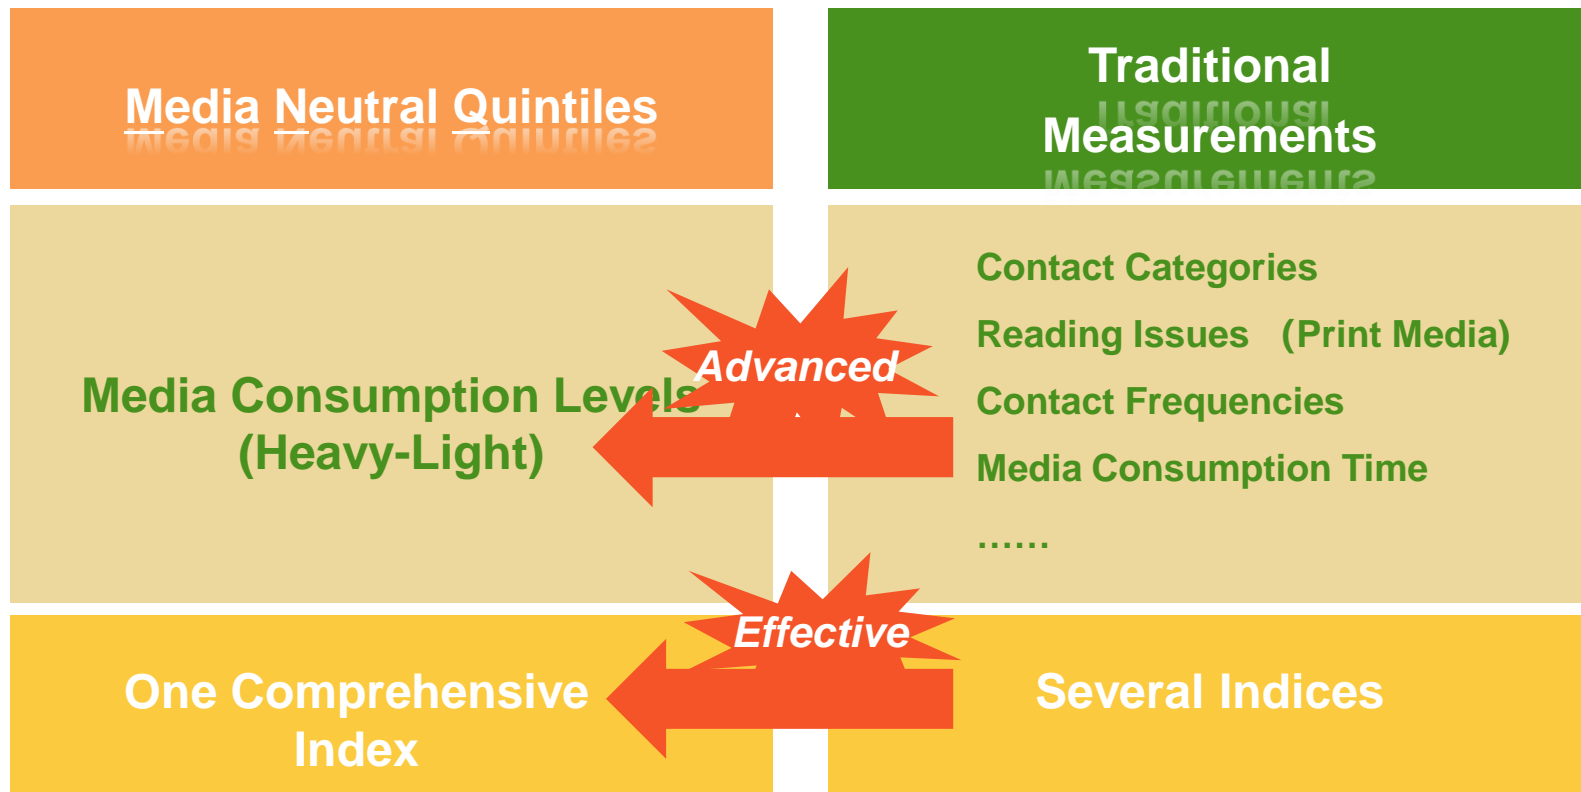 Media Neutral Quintiles
Traditional
Measurements
Media Consumption Levels
(Heavy-Light)
Advanced
Contact Categories
Reading Issues (Print Media)
Contact Frequencies
Media Consumption Time
......
One Comprehensive
Index
Effective
Several Indices